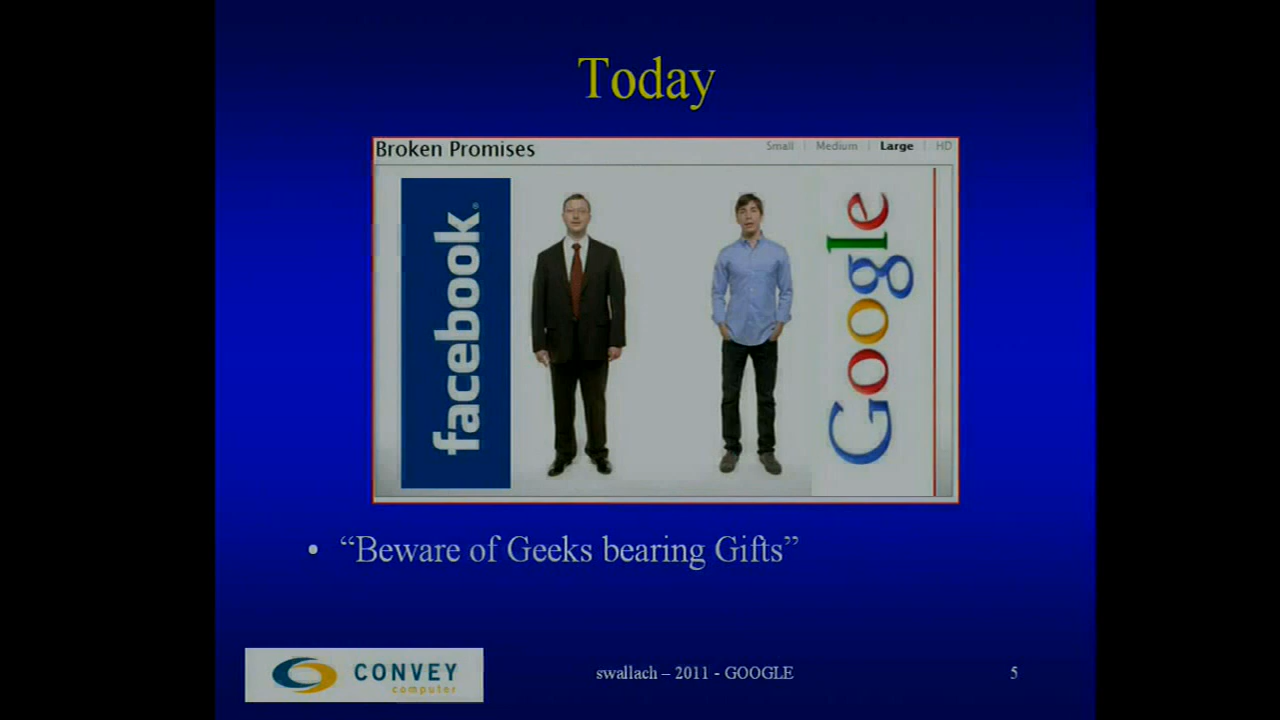 Today
Broken Promises
Small | Medium | Large | HD
facebook®
Google
• “Beware of Geeks bearing Gifts”
CONVEY
computer
swallach – 2011 - GOOGLE
5